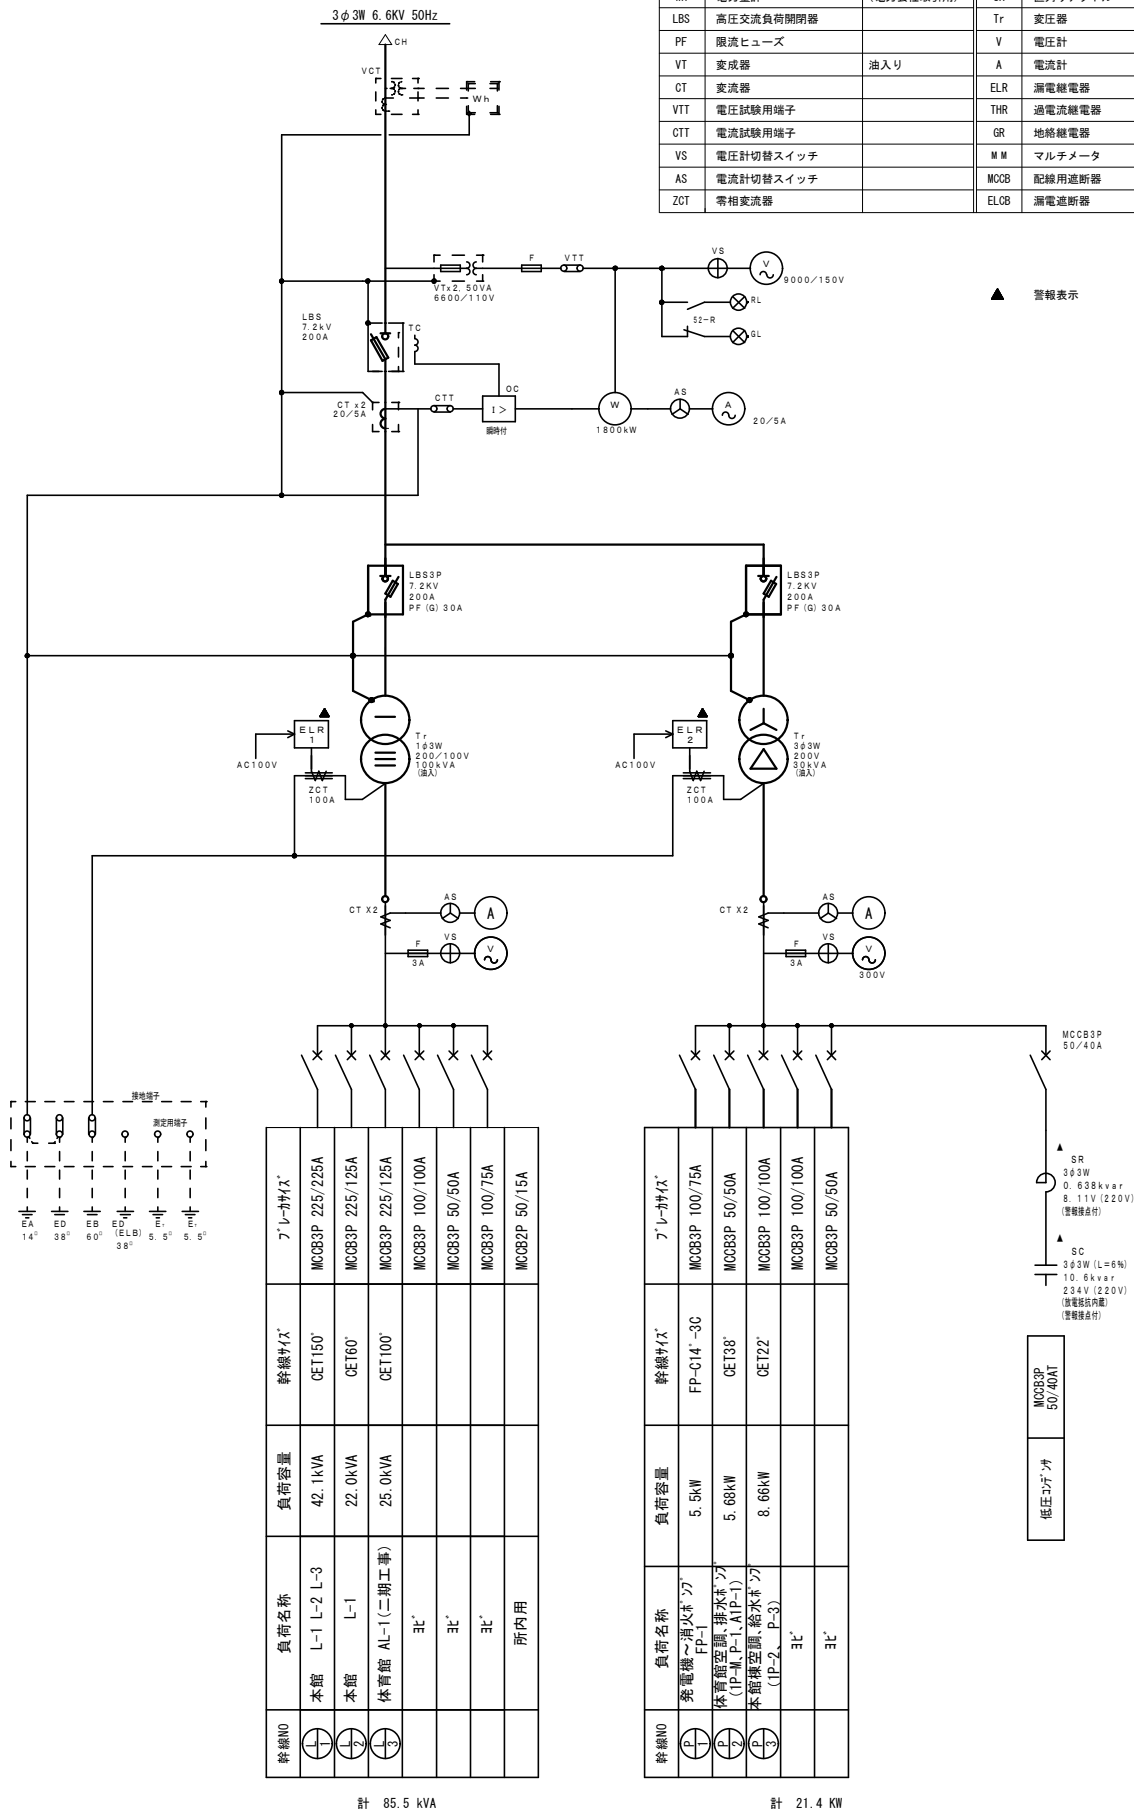 3φ3W 6.6KV 50Hz
CH
VCT
Wh
LBS 高圧交流負荷開閉器 Tr 変圧器
PF 限流ヒューズ V 電圧計
VT 変成器 油入り A 電流計
CT 変流器 ELR 漏電継電器
VTT 電圧試験用端子 THR 過電流継電器
CTT 電流試験用端子 GR 地絡継電器
VS 電圧計切替スイッチ MM マルチメータ
AS 電流計切替スイッチ MCCB 配線用遮断器
ZCT 零相変流器 ELCB 漏電遮断器
▲ 警報表示
VTx2, 50VA
6600/110V
F
VTT
VS
V
9000/150V
RL
52-R
GL
LBS
7.2kV
200A
TC
CT x2
20/5A
CTT
OC
I >
瞬時付
W
1800kW
AS
A
20/5A
LBS3P
7.2KV
200A
PF(G) 30A
LBS3P
7.2KV
200A
PF(G) 30A
ELR
1
AC100V
ZCT
100A
Tr
1φ3W
200/100V
100kVA
(油入)
ELR
2
AC100V
ZCT
100A
Tr
3φ3W
200V
30kVA
(油入)
CT X2
AS
A
F
3A
VS
V
CT X2
AS
A
F
3A
VS
V
300V
MCCB3P
50/40A
接地端子
測定用端子
EA
14□
ED
38□
EB
60□
ED
(ELB)
38□
5.5□
5.5□
SR
3φ3W
0.638kvar
8.11V(220V)
(警報接点付)
SC
3φ3W(L=6%)
10.6kvar
234V(220V)
(放電抵抗内蔵)
(警報接点付)
MCCB3P
50/40AT
低圧コンデンサ
幹線NO 負荷名称 負荷容量 幹線サイズ ブレーカサイズ
L 1 本館 L-1 L-2 L-3 42.1kVA CET150° MCCB3P 225/225A
L 2 本館 L-1 22.0kVA CET60° MCCB3P 225/125A
L 3 体育館 AL-1(二期工事) 25.0kVA CET100° MCCB3P 225/125A
ヨビ MCCB3P 100/100A
ヨビ MCCB3P 50/50A
ヨビ MCCB3P 100/75A
所内用 MCCB2P 50/15A
計 85.5 kVA
幹線NO 負荷名称 負荷容量 幹線サイズ ブレーカサイズ
P 1 発電機~消火ポンプ
FP-1 5.5kW FP-C14°-3C MCCB3P 100/75A
P 2 体育館空調、排水ポンプ
(1P-M、P-1、A1P-1) 5.68kW CET38° MCCB3P 50/50A
P 3 本館棟空調、給水ポンプ
(1P-2、 P-3) 8.66kW CET22° MCCB3P 100/100A
ヨビ MCCB3P 100/100A
ヨビ MCCB3P 50/50A
計 21.4 KW